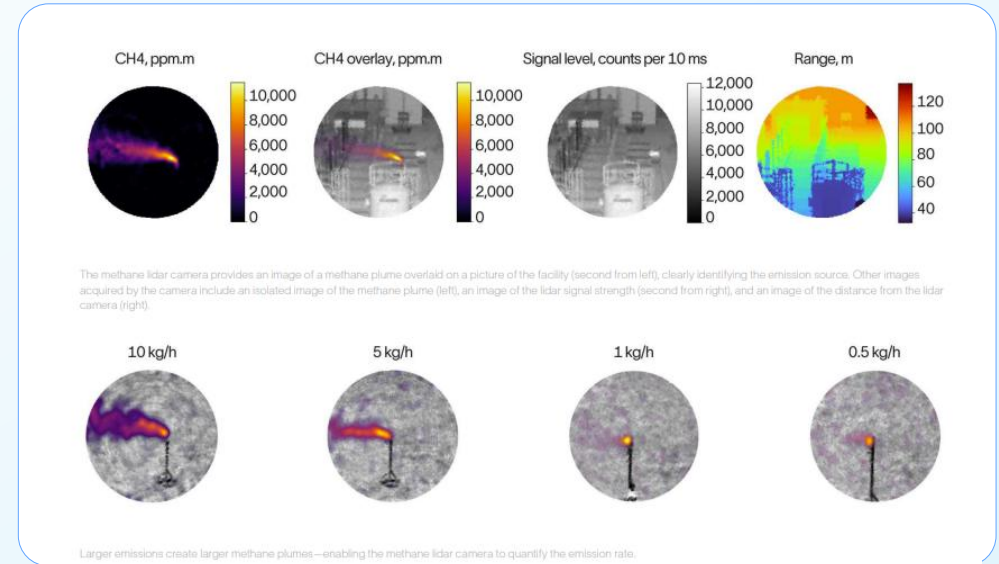 CH4, ppm.m
CH4 overlay, ppm.m
Signal level, counts per 10 ms
Range, m
10,000
8,000
6,000
4,000
2,000
0
10,000
8,000
6,000
4,000
2,000
0
12,000
10,000
8,000
6,000
4,000
2,000
0
120
100
80
60
40
The methane lidar camera provides an image of a methane plume overlaid on a picture of the facility (second from left), clearly identifying the emission source. Other images
acquired by the camera include an isolated image of the methane plume (left), an image of the lidar signal strength (second from right), and an image of the distance from the lidar
camera (right).
10 kg/h
5 kg/h
1 kg/h
0.5 kg/h
Larger emissions create larger methane plumes—enabling the methane lidar camera to quantify the emission rate.